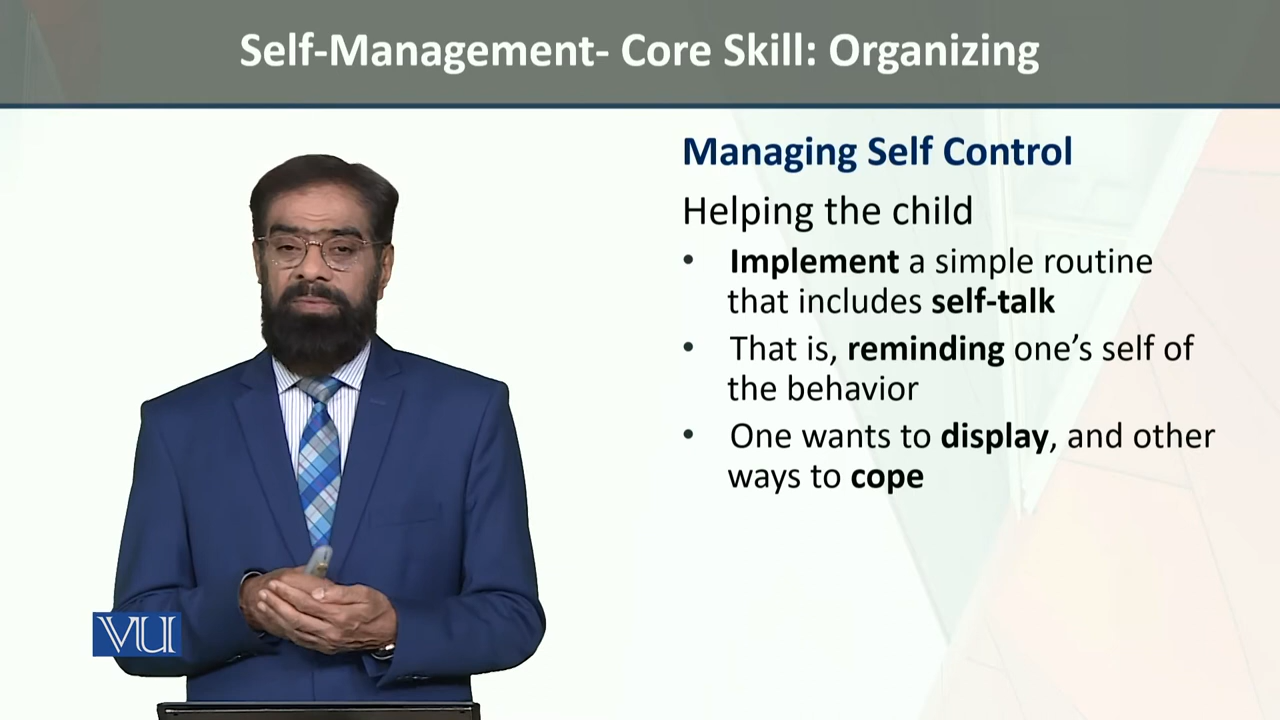 Self-Management- Core Skill: Organizing
Managing Self Control
Helping the child
• Implement a simple routine
that includes self-talk
• That is, reminding one's self of
the behavior
• One wants to display, and other
ways to cope
VU